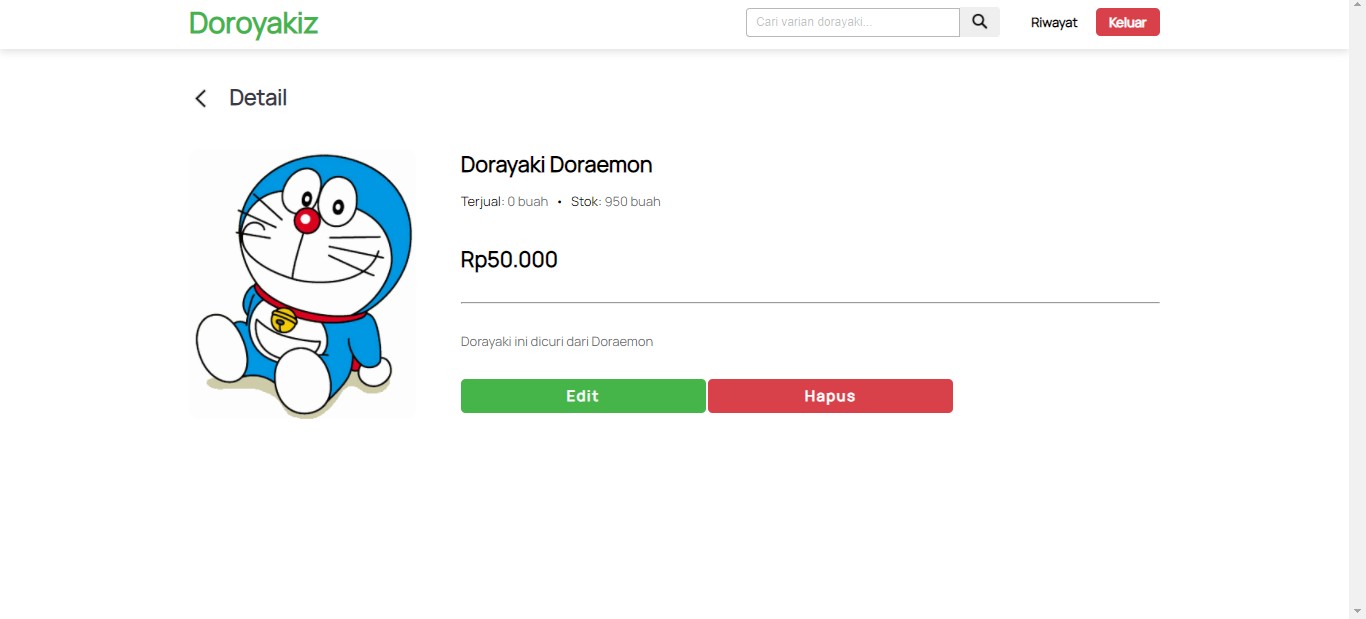 Doroyakiz
Cari varian dorayaki...
Riwayat
Keluar
Detail
Dorayaki Doraemon
Terjual: 0 buah • Stok: 950 buah
Rp50.000
Dorayaki ini dicuri dari Doraemon
Edit
Hapus